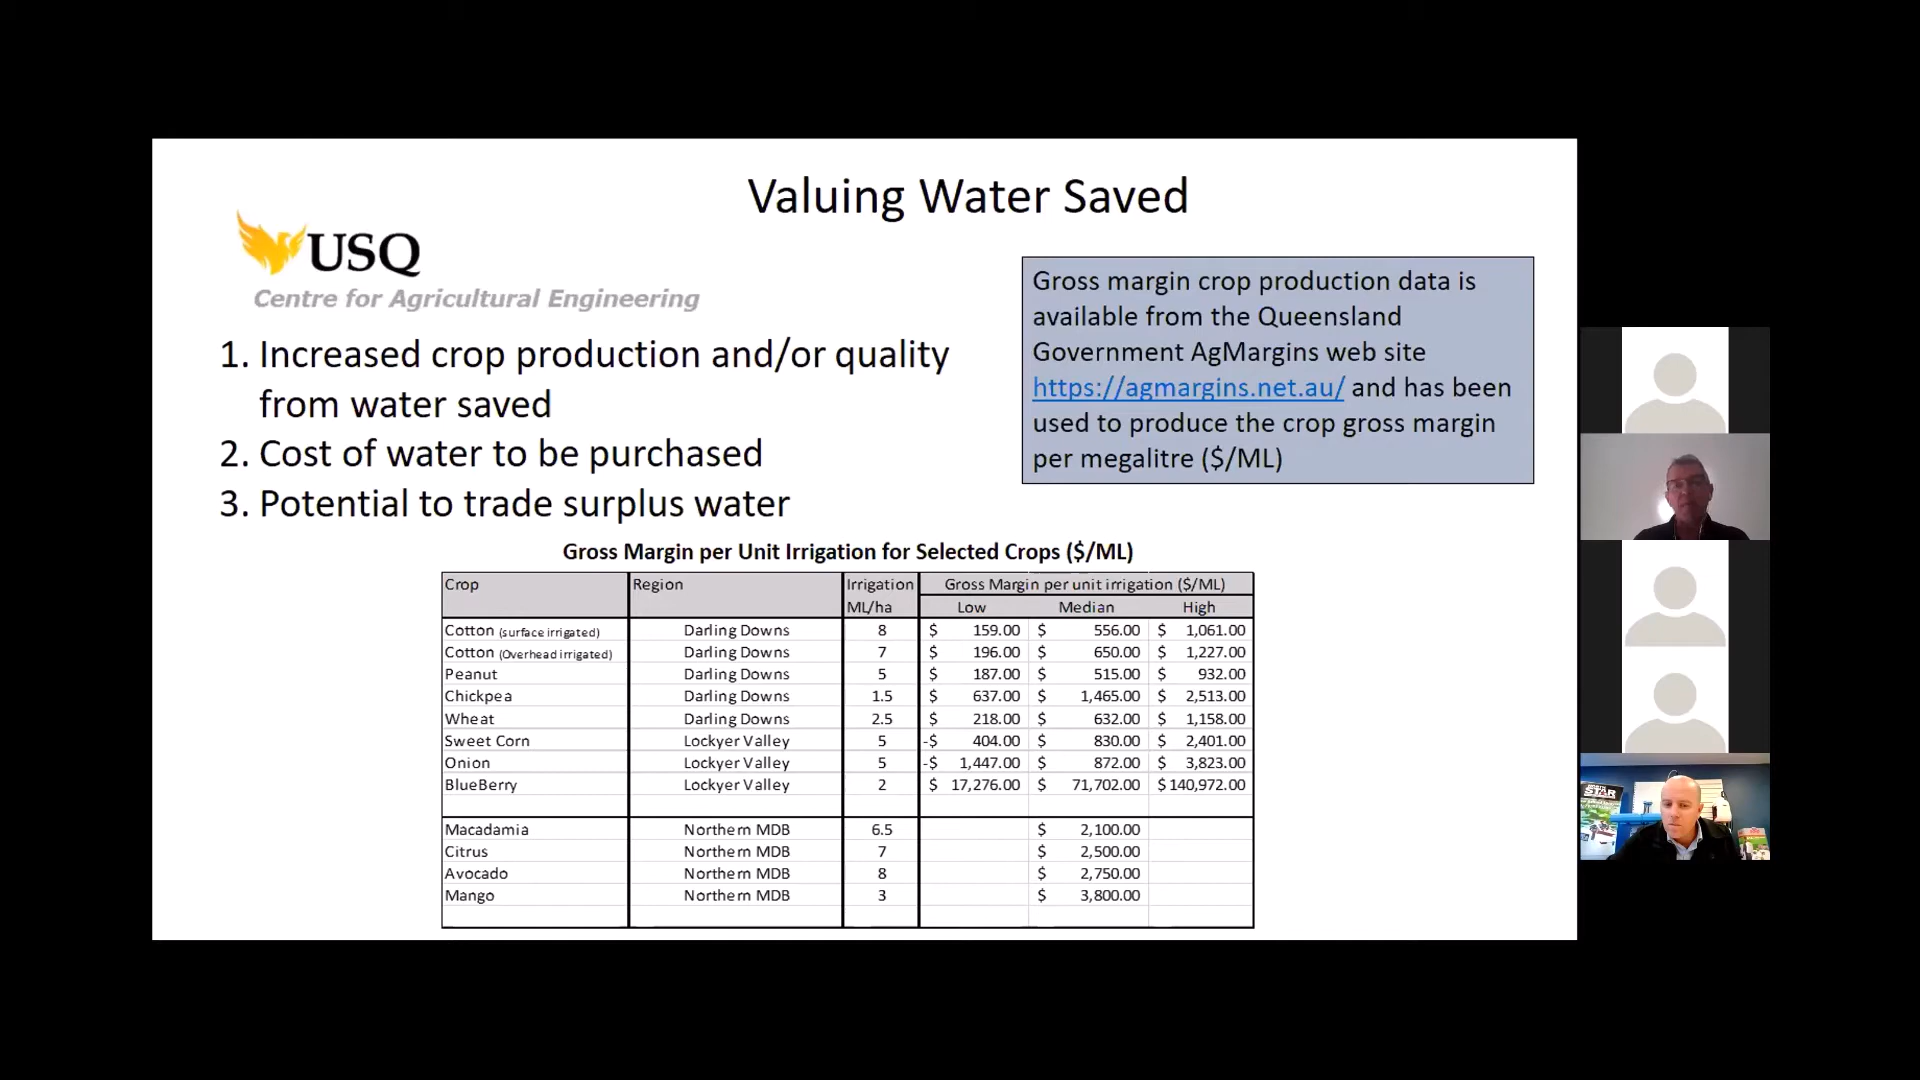 Valuing Water Saved
USQ
Centre for Agricultural Engineering
1. Increased crop production and/or quality
from water saved
2. Cost of water to be purchased
3. Potential to trade surplus water
Gross margin crop production data is
available from the Queensland
Government AgMargins web site
https://agmargins.net.au/ and has been
used to produce the crop gross margin
per megalitre ($/ML)
Gross Margin per Unit Irrigation for Selected Crops ($/ML)
Crop Region Irrigation Gross Margin per unit irrigation ($/ML)
ML/ha Low Median High
Cotton (surface irrigated) Darling Downs 8 $ 159.00 $ 556.00 $ 1,061.00
Cotton (Overhead irrigated) Darling Downs 7 $ 196.00 $ 650.00 $ 1,227.00
Peanut Darling Downs 5 $ 187.00 $ 515.00 $ 932.00
Chickpea Darling Downs 1.5 $ 637.00 $ 1,465.00 $ 2,513.00
Wheat Darling Downs 2.5 $ 218.00 $ 632.00 $ 1,158.00
Sweet Corn Lockyer Valley 5 -$ 404.00 $ 830.00 $ 2,401.00
Onion Lockyer Valley 5 -$ 1,447.00 $ 872.00 $ 3,823.00
BlueBerry Lockyer Valley 2 $ 17,276.00 $ 71,702.00 $ 140,972.00
Macadamia Northern MDB 6.5 $ 2,100.00
Citrus Northern MDB 7 $ 2,500.00
Avocado Northern MDB 8 $ 2,750.00
Mango Northern MDB 3 $ 3,800.00
STAR